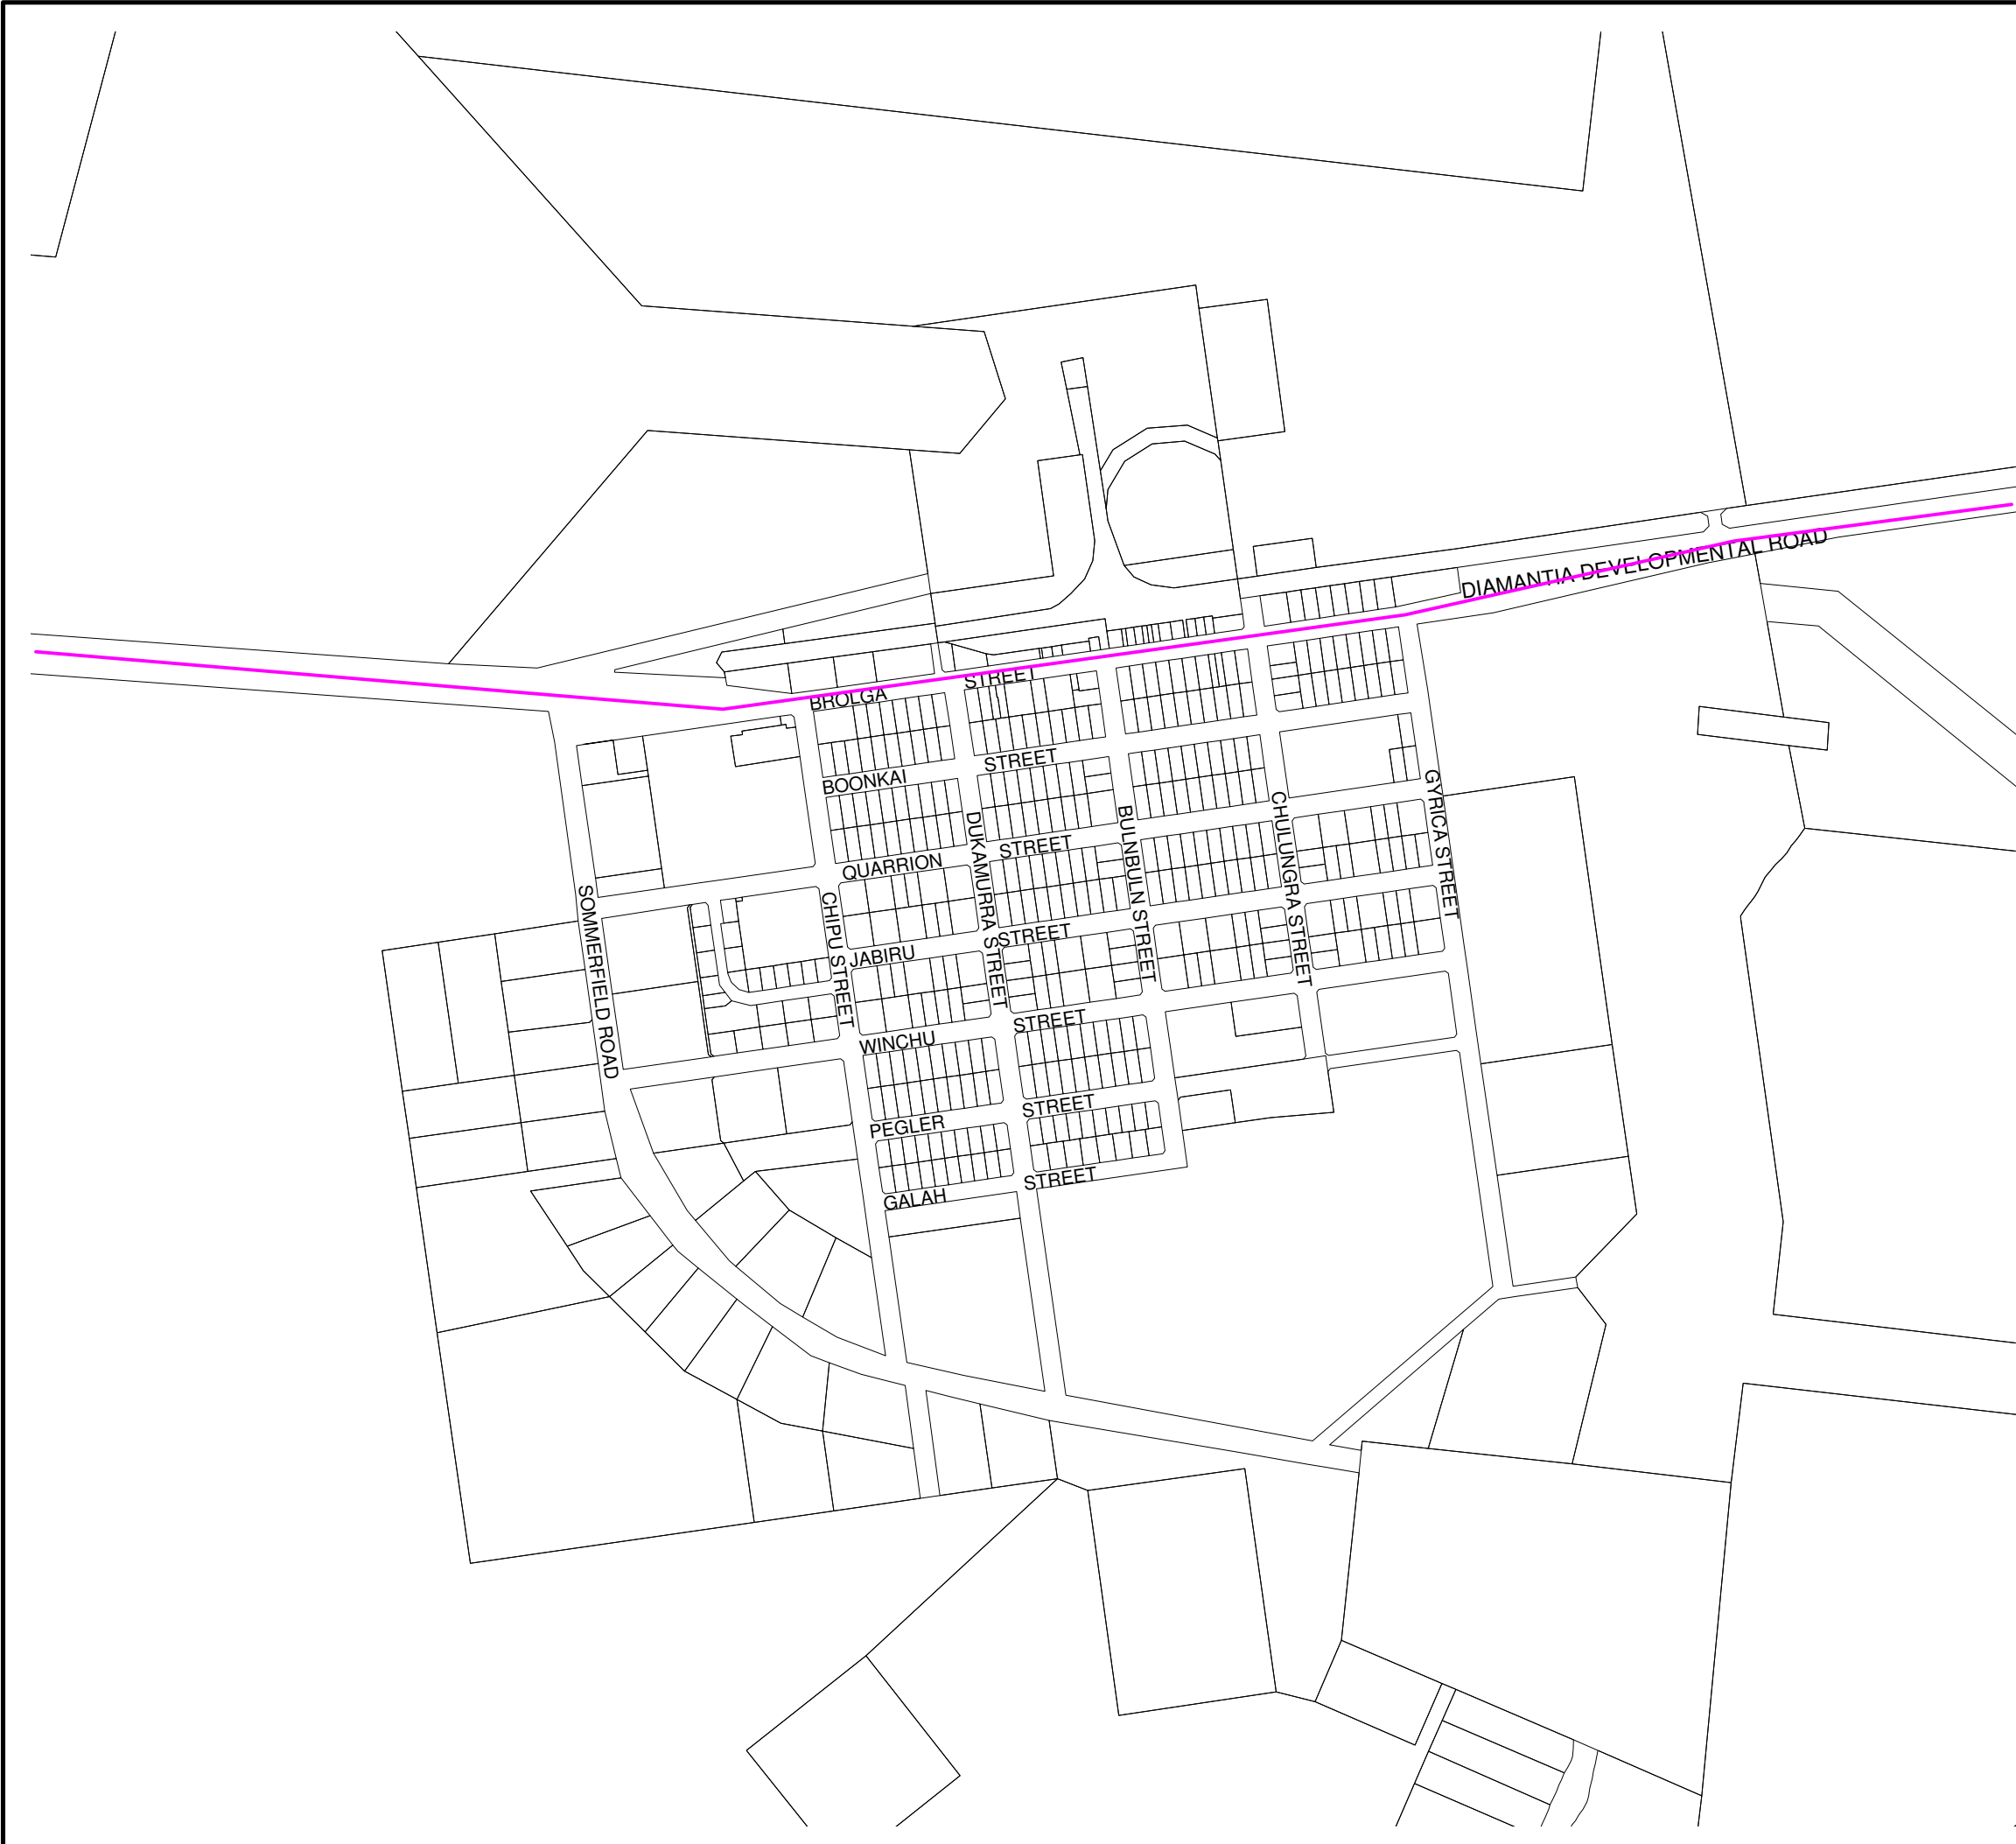 DIAMANTIA DEVELOPMENTAL ROAD
BROLGA STREET
BOONKAI STREET
QUARRION STREET
JABIRU STREET
WINCHU STREET
PEGLER STREET
GALAH STREET
SOMMERFIELD ROAD
CHIPU STREET
DUKAMURRA STREET
BULNBULN STREET
CHULUNGRA STREET
GYRICA STREET